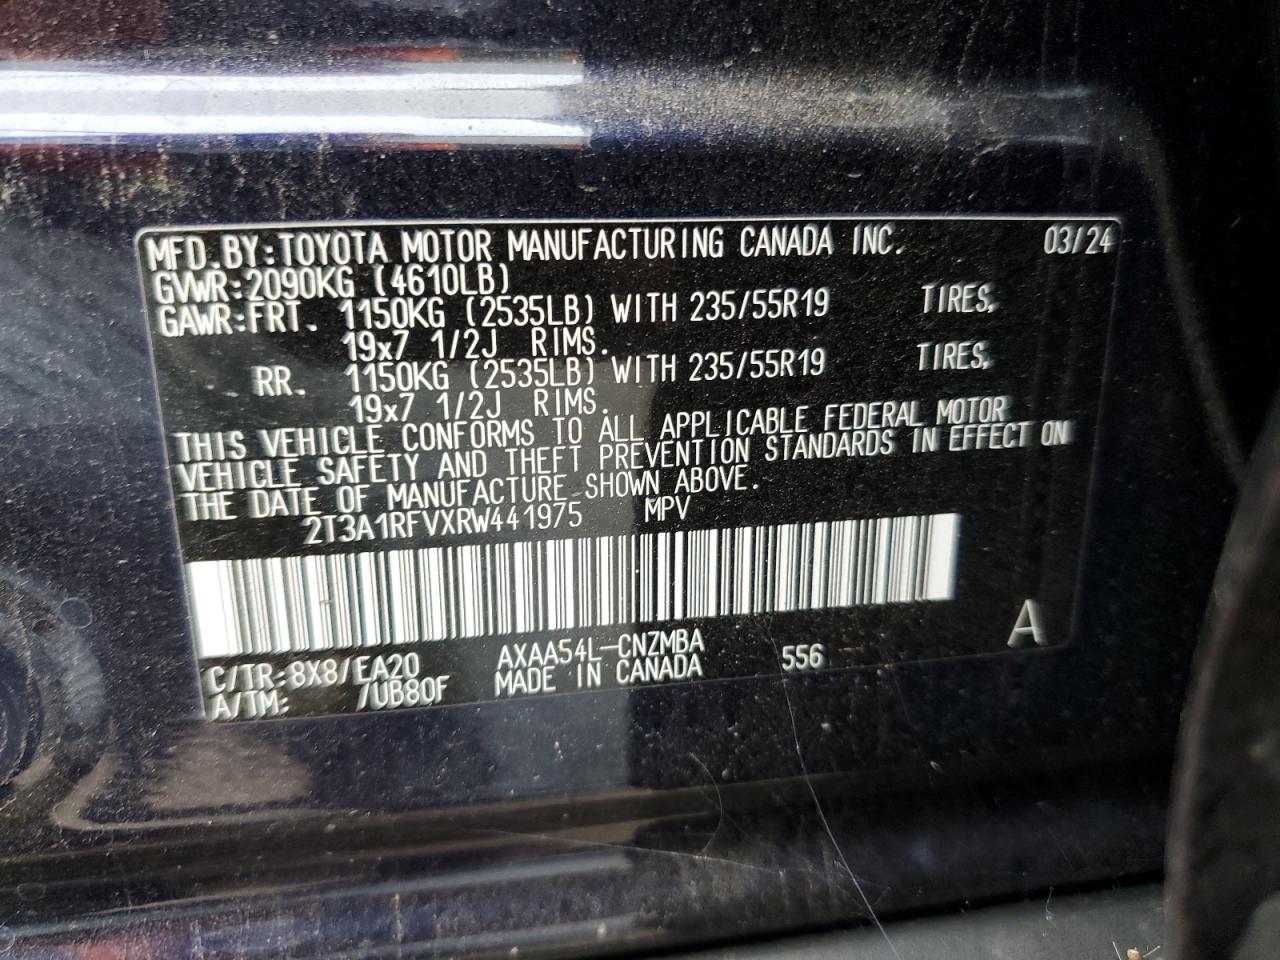 MFD.BY:TOYOTA MOTOR MANUFACTURING CANADA INC. 03/24
GVWR:2090KG (4610LB)
GAWR:FRT. 1150KG (2535LB) WITH 235/55R19 TIRES,
19x7 1/2J RIMS.
RR. 1150KG (2535LB) WITH 235/55R19 TIRES,
19x7 1/2J RIMS.
THIS VEHICLE CONFORMS TO ALL APPLICABLE FEDERAL MOTOR
VEHICLE SAFETY AND THEFT PREVENTION STANDARDS IN EFFECT ON
THE DATE OF MANUFACTURE SHOWN ABOVE.
2T3A1RFVXRW441975 MPV
C/TR:8X8/EA20 AXAA54L-CNZMBA 556 A
A/TM: /UB80F MADE IN CANADA